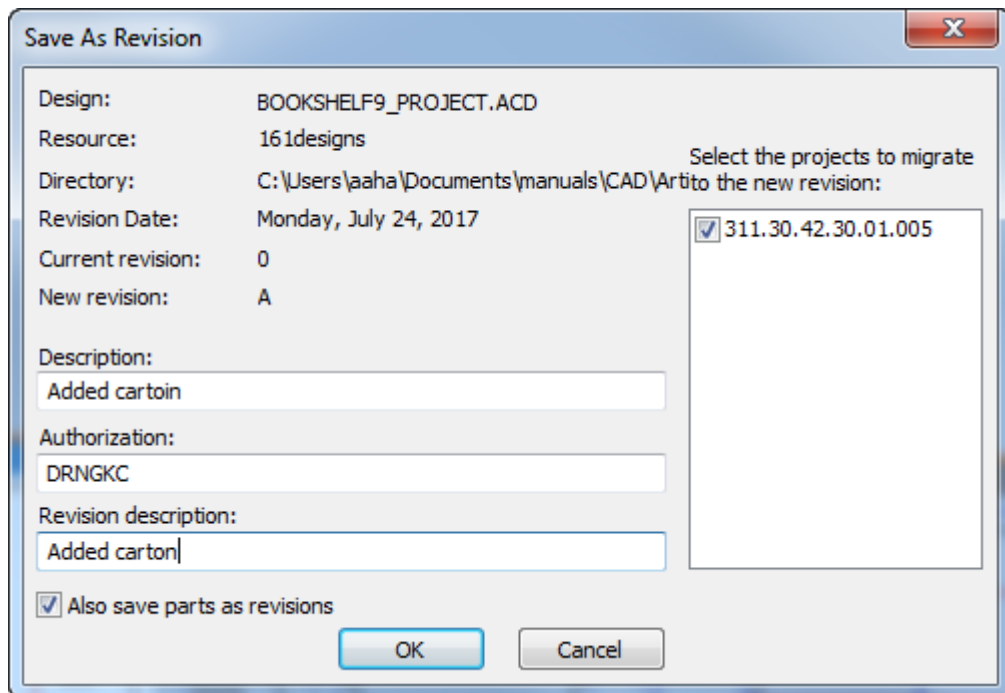 Save As Revision
Design: BOOKSHELF9_PROJECT.ACD
Resource: 161designs
Directory: C:\Users\aaha\Documents\manuals\CAD\Arti
Revision Date: Monday, July 24, 2017
Current revision: 0
New revision: A
Description:
Added cartoin
Authorization:
DRNGKC
Revision description:
Added carton
Also save parts as revisions
Select the projects to migrate
to the new revision:
311.30.42.30.01.005
OK
Cancel